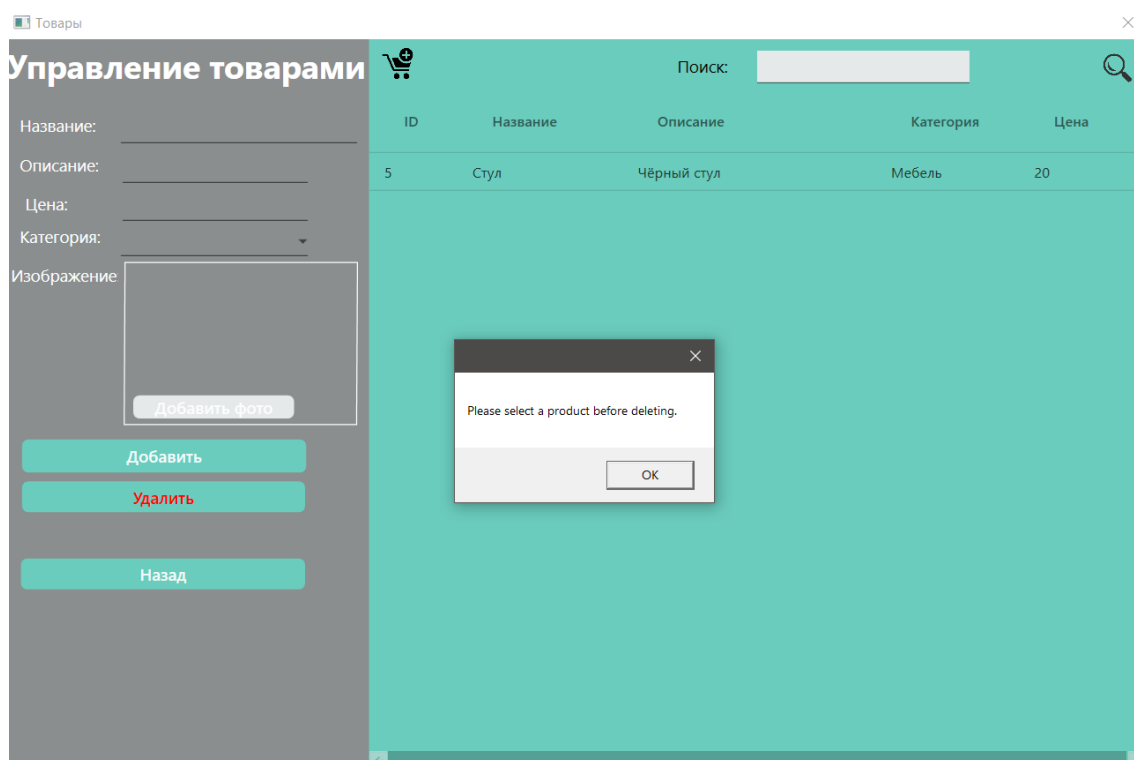 Товары
Управление товарами
Поиск:
Название:
Описание:
Цена:
Категория:
Изображение
Добавить фото
Добавить
Удалить
Назад
ID Название Описание Категория Цена
5 Стул Чёрный стул Мебель 20
Please select a product before deleting.
OK